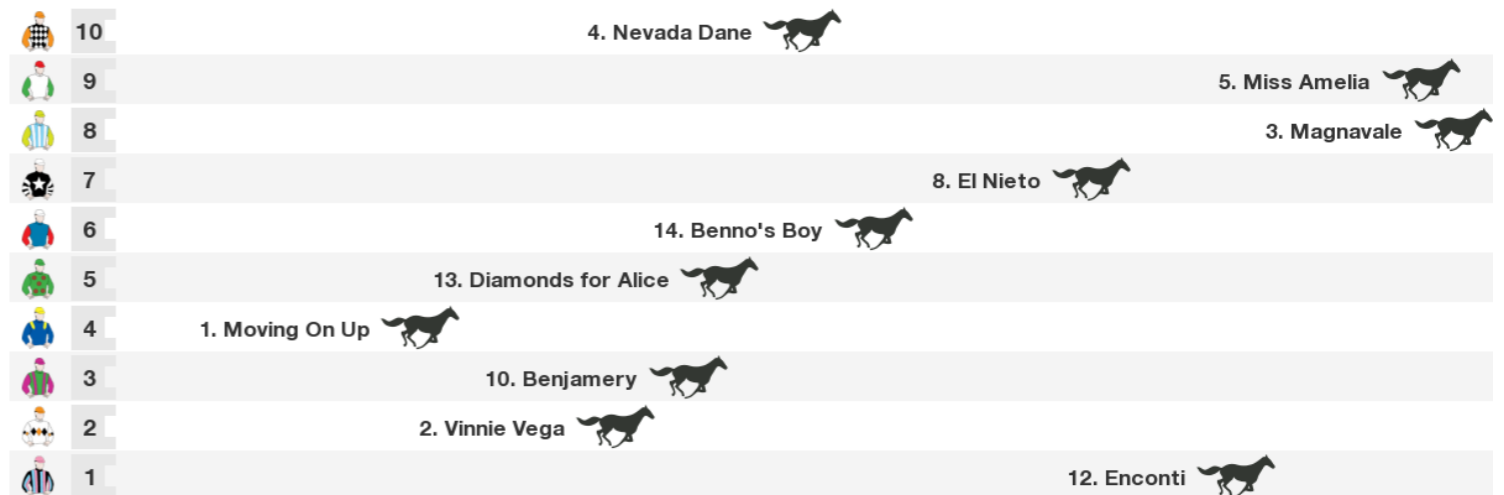 10 4. Nevada Dane
9 5. Miss Amelia
8 3. Magnavale
7 8. El Nieto
6 14. Benno's Boy
5 13. Diamonds for Alice
4 1. Moving On Up
3 10. Benjamery
2 2. Vinnie Vega
1 12. Enconti